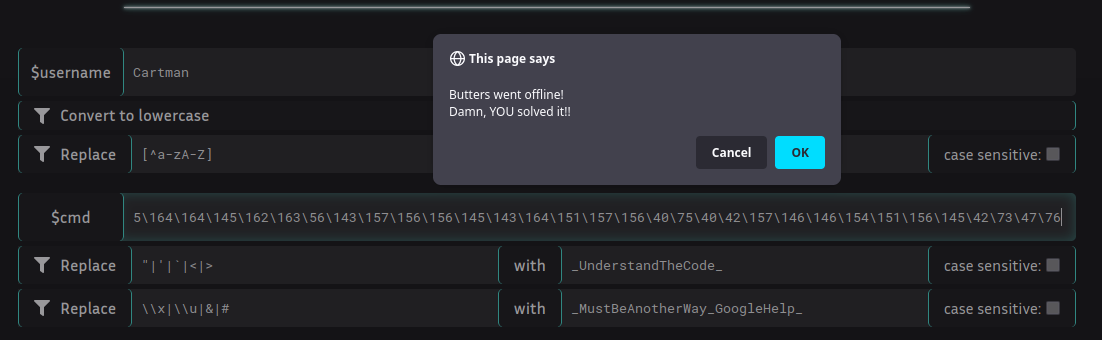 This page says
Butters went offline!
Damn, YOU solved it!!
Cancel OK
$username Cartman
Convert to lowercase
Replace [^a-zA-Z] case sensitive:
$cmd 5\164\164\145\162\163\56\143\157\156\156\145\143\164\151\157\156\40\75\40\42\157\146\146\154\151\156\145\42\73\47\76
Replace "|'|`|<|> with _UnderstandTheCode_ case sensitive:
Replace \\x|\\u|&|# with _MustBeAnotherWay_GoogleHelp_ case sensitive: